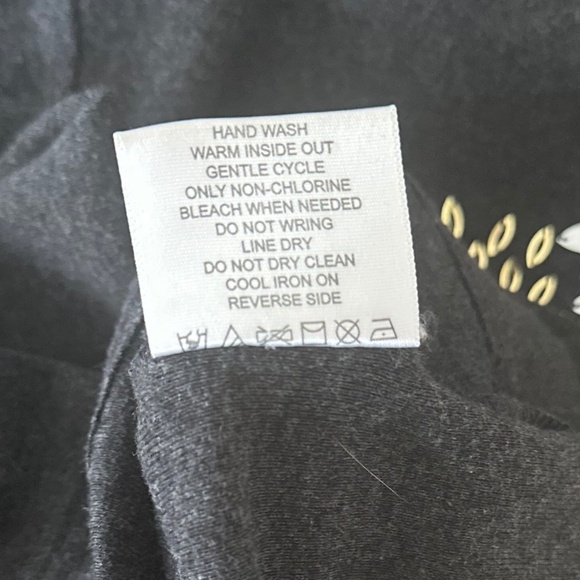 HAND WASH
WARM INSIDE OUT
GENTLE CYCLE
ONLY NON-CHLORINE
BLEACH WHEN NEEDED
DO NOT WRING
LINE DRY
DO NOT DRY CLEAN
COOL IRON ON
REVERSE SIDE